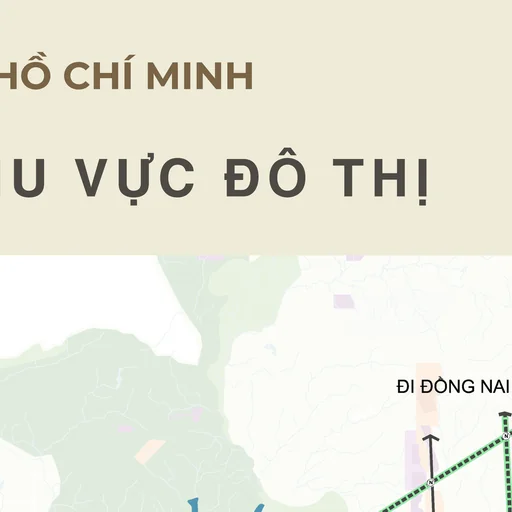 HỒ CHÍ MINH
U VỰC ĐÔ THỊ
ĐI ĐỒNG NAI